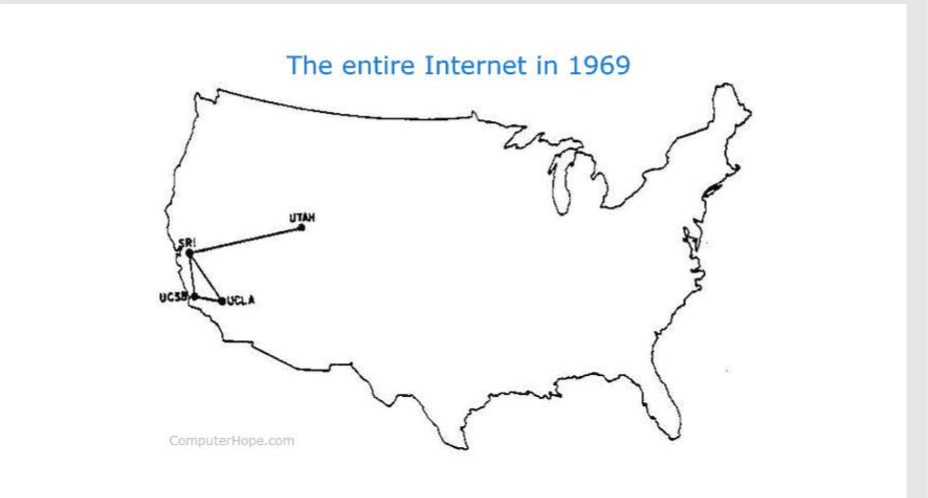 The entire Internet in 1969
UTAH
SRI
UCSB
UCLA
ComputerHope.com